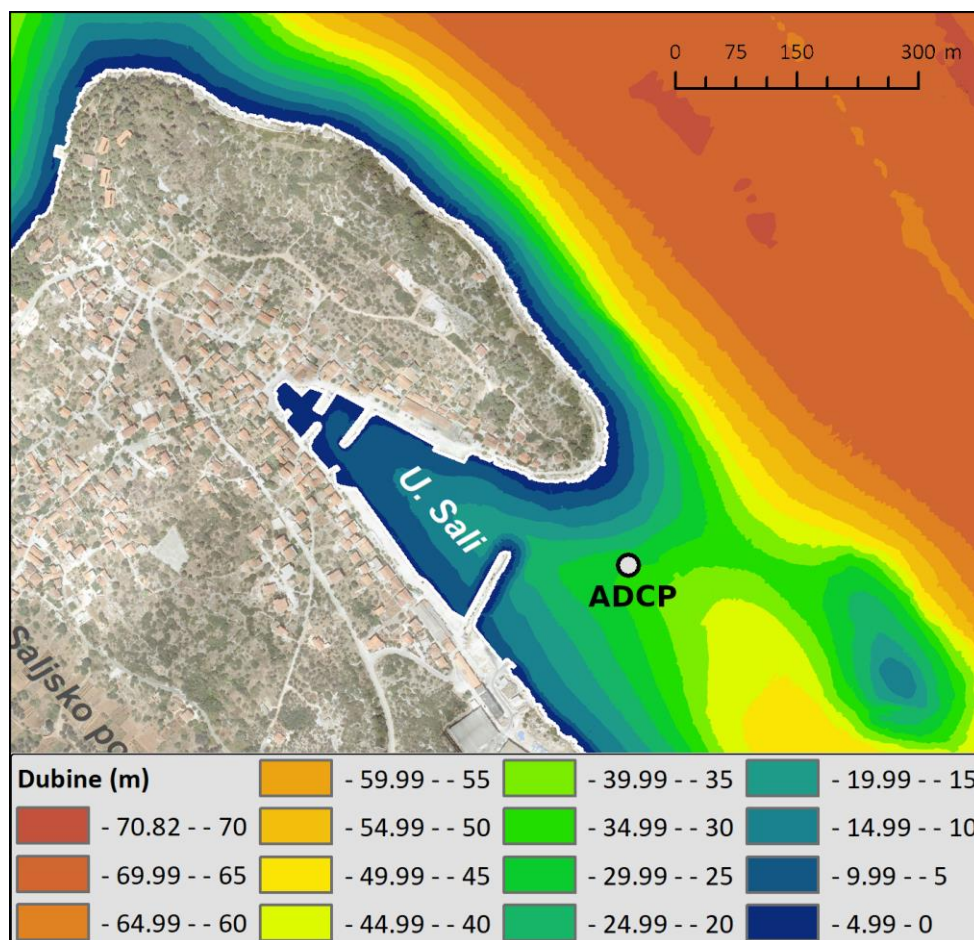 0 75 150 300 m
U. Sali
ADCP
Saljsko po
Dubine (m)
- 70.82 - - 70
- 69.99 - - 65
- 64.99 - - 60
- 59.99 - - 55
- 54.99 - - 50
- 49.99 - - 45
- 44.99 - - 40
- 39.99 - - 35
- 34.99 - - 30
- 29.99 - - 25
- 24.99 - - 20
- 19.99 - - 15
- 14.99 - - 10
- 9.99 - - 5
- 4.99 - 0